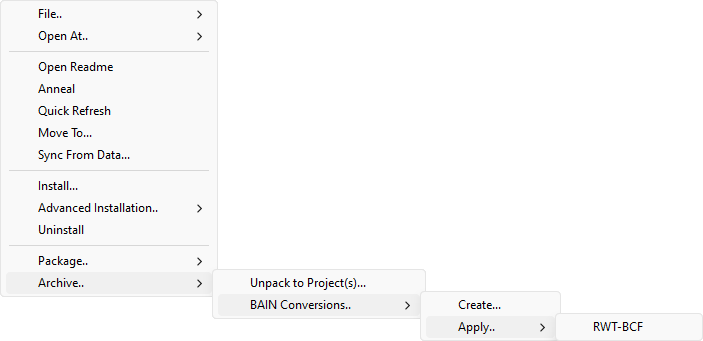 File..
Open At..
Open Readme
Anneal
Quick Refresh
Move To...
Sync From Data...
Install...
Advanced Installation..
Uninstall
Package..
Archive..
Unpack to Project(s)...
BAIN Conversions..
Create...
Apply..
RWT-BCF